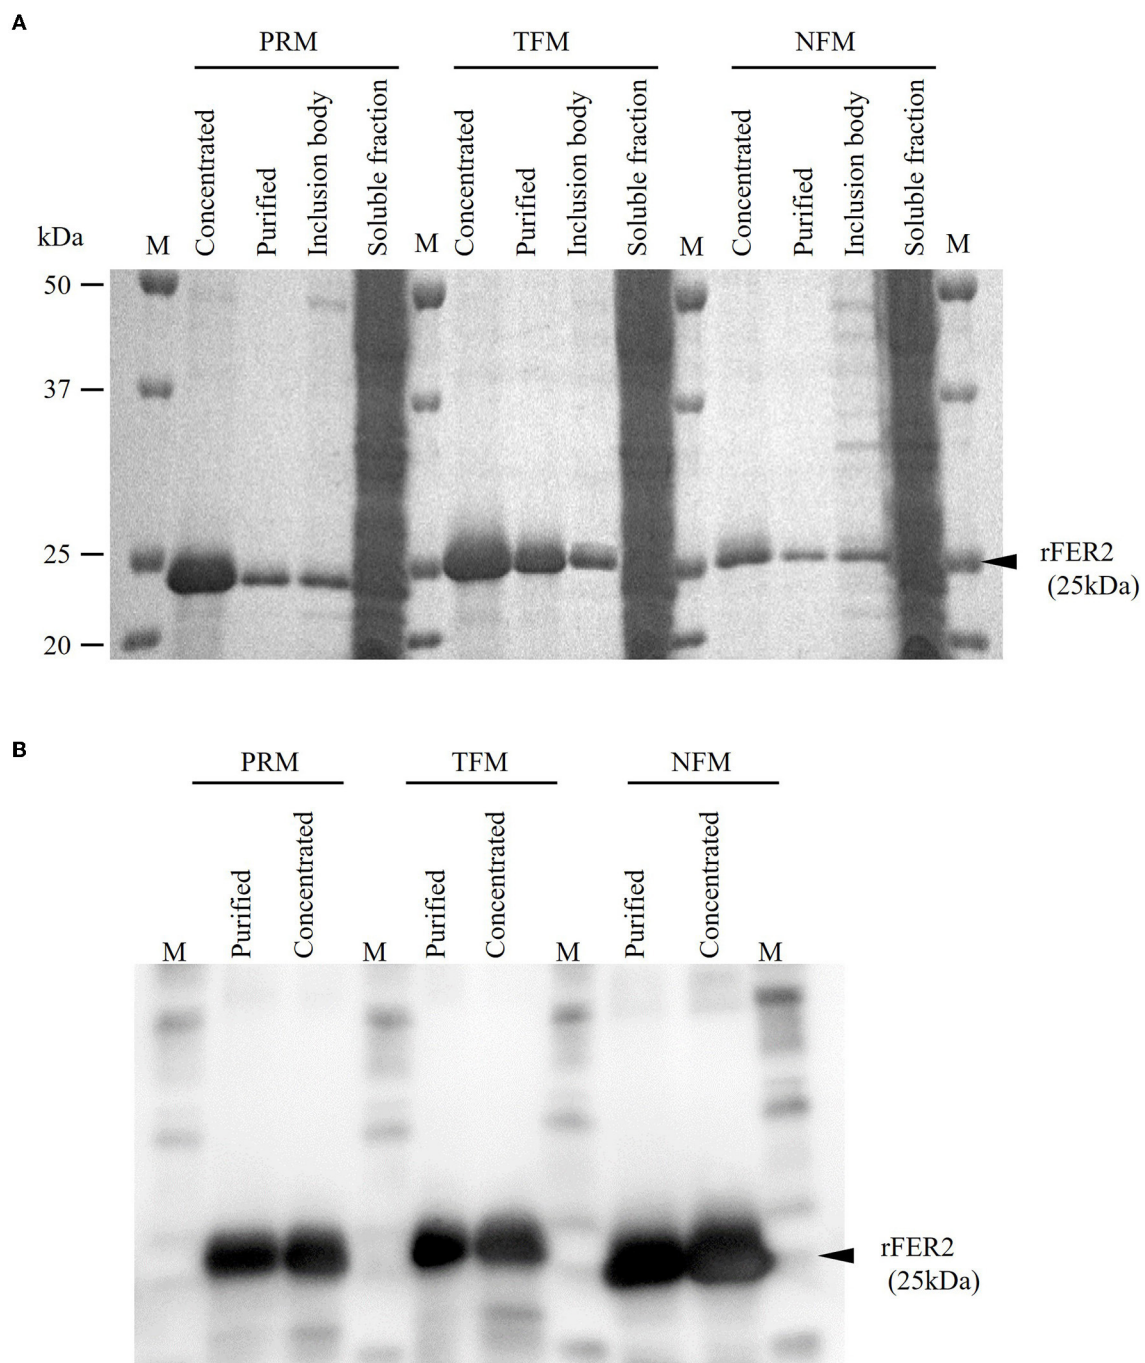 A
PRM
TFM
NFM
kDa
M
Concentrated
Purified
Inclusion body
Soluble fraction
M
Concentrated
Purified
Inclusion body
Soluble fraction
M
Concentrated
Purified
Inclusion body
Soluble fraction
M
50
37
25
20
rFER2
(25kDa)
B
PRM
TFM
NFM
M
Purified
Concentrated
M
Purified
Concentrated
M
Purified
Concentrated
M
rFER2
(25kDa)